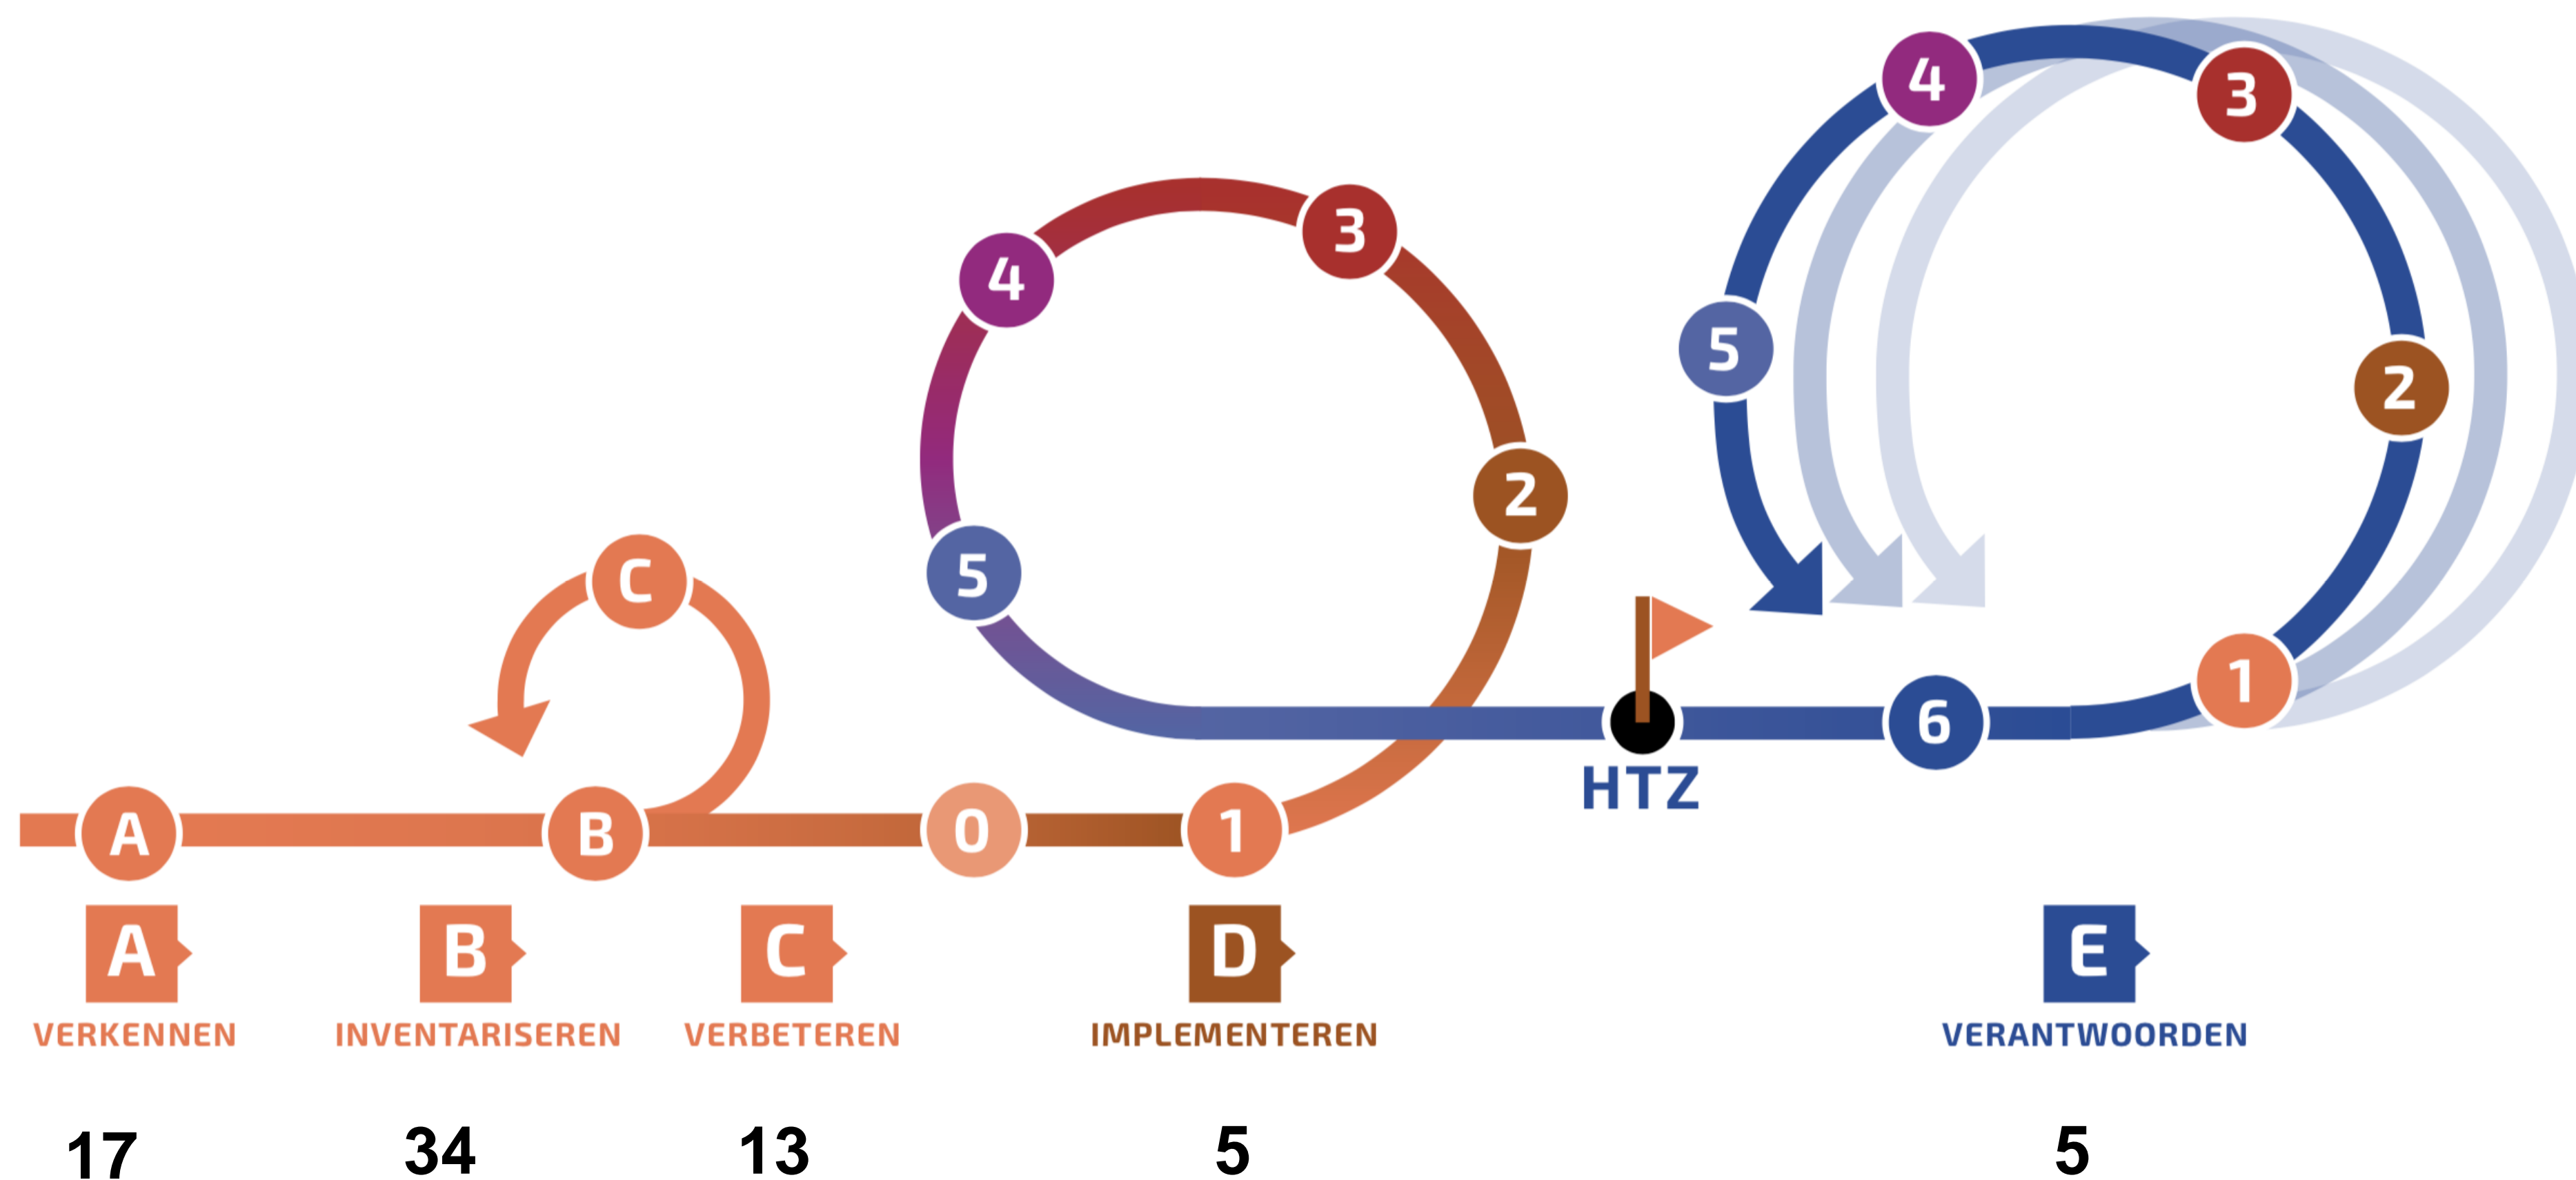 4
3
3
4
5
2
2
5
C
1
6
HTZ
A
B
0
1
A
B
C
D
E
VERKENNEN
INVENTARISEREN
VERBETEREN
IMPLEMENTEREN
VERANTWOORDEN
17
34
13
5
5